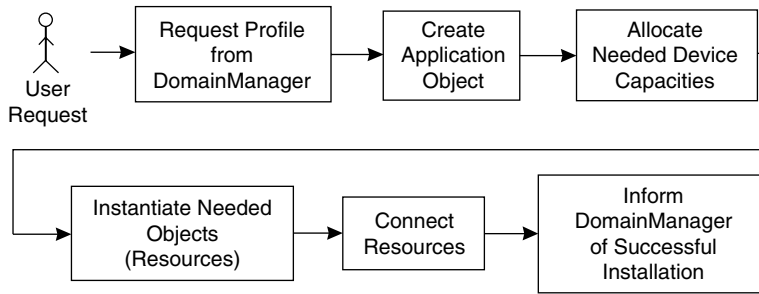 User
Request
Request Profile
from
DomainManager
Create
Application
Object
Allocate
Needed Device
Capacities
Instantiate Needed
Objects
(Resources)
Connect
Resources
Inform
DomainManager
of Successful
Installation